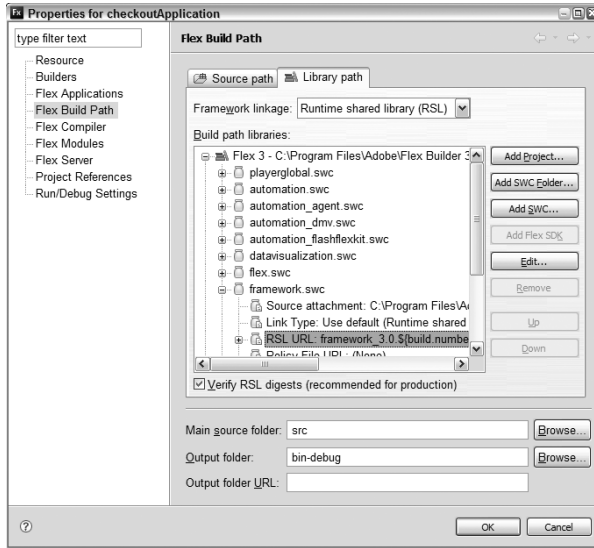 Properties for checkoutApplication
type filter text
Resource
Builders
Flex Applications
Flex Build Path
Flex Compiler
Flex Modules
Flex Server
Project References
Run/Debug Settings
Flex Build Path
Source path
Library path
Framework linkage: Runtime shared library (RSL)
Build path libraries:
Flex 3 - C:\Program Files\Adobe\Flex Builder 3
playerglobal.swc
automation.swc
automation_agent.swc
automation_dmv.swc
automation_flashflexkit.swc
datavisualization.swc
flex.swc
framework.swc
Source attachment: C:\Program Files\A
Link Type: Use default (Runtime shared
RSL URL: framework_3.0.${build.numbe
Policy File URL: (None)
Add Project...
Add SWC Folder...
Add SWC...
Add Flex SDK
Edit...
Remove
Up
Down
Verify RSL digests (recommended for production)
Main source folder: src
Browse...
Output folder: bin-debug
Browse...
Output folder URL:
?
OK
Cancel